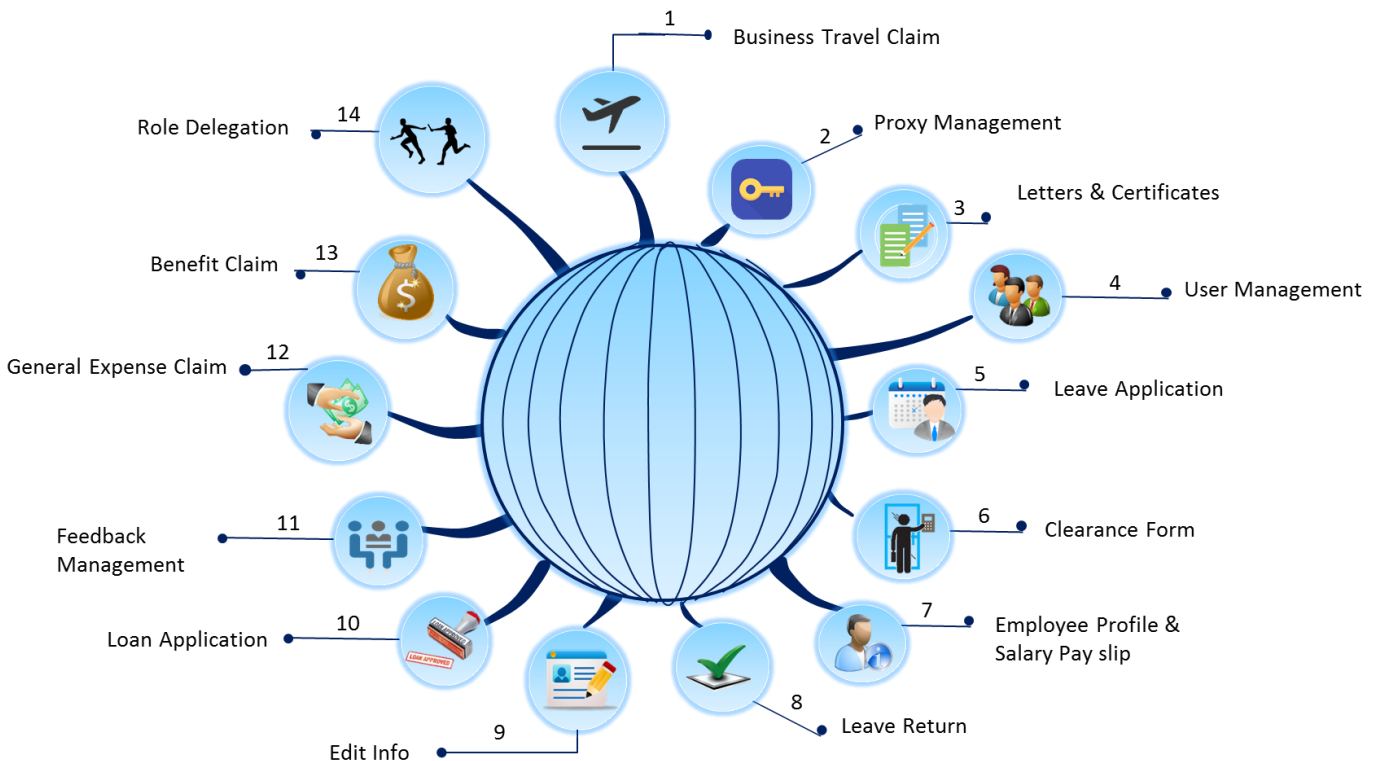 1
Business Travel Claim
2
Proxy Management
3
Letters & Certificates
4
User Management
5
Leave Application
6
Clearance Form
7
Employee Profile &
Salary Pay slip
8
Leave Return
9
Edit Info
10
Loan Application
LOAN APPROVED
11
Feedback
Management
12
General Expense Claim
13
Benefit Claim
14
Role Delegation